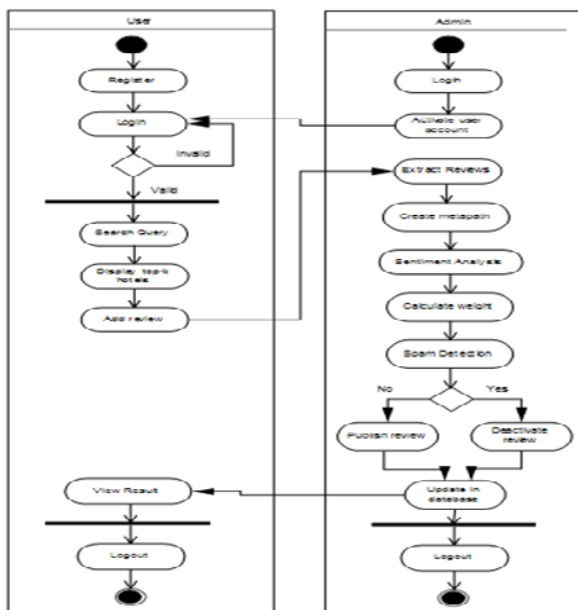 User
Register
Login
Invalid
Valid
Search Query
Display top-k
hotels
Add review
View Result
Logout
Admin
Login
Activate user
account
Extract Reviews
Create metapath
Sentiment Analysis
Calculate weight
Spam Detection
No
Yes
Publish review
Deactivate
review
Update in
database
Logout